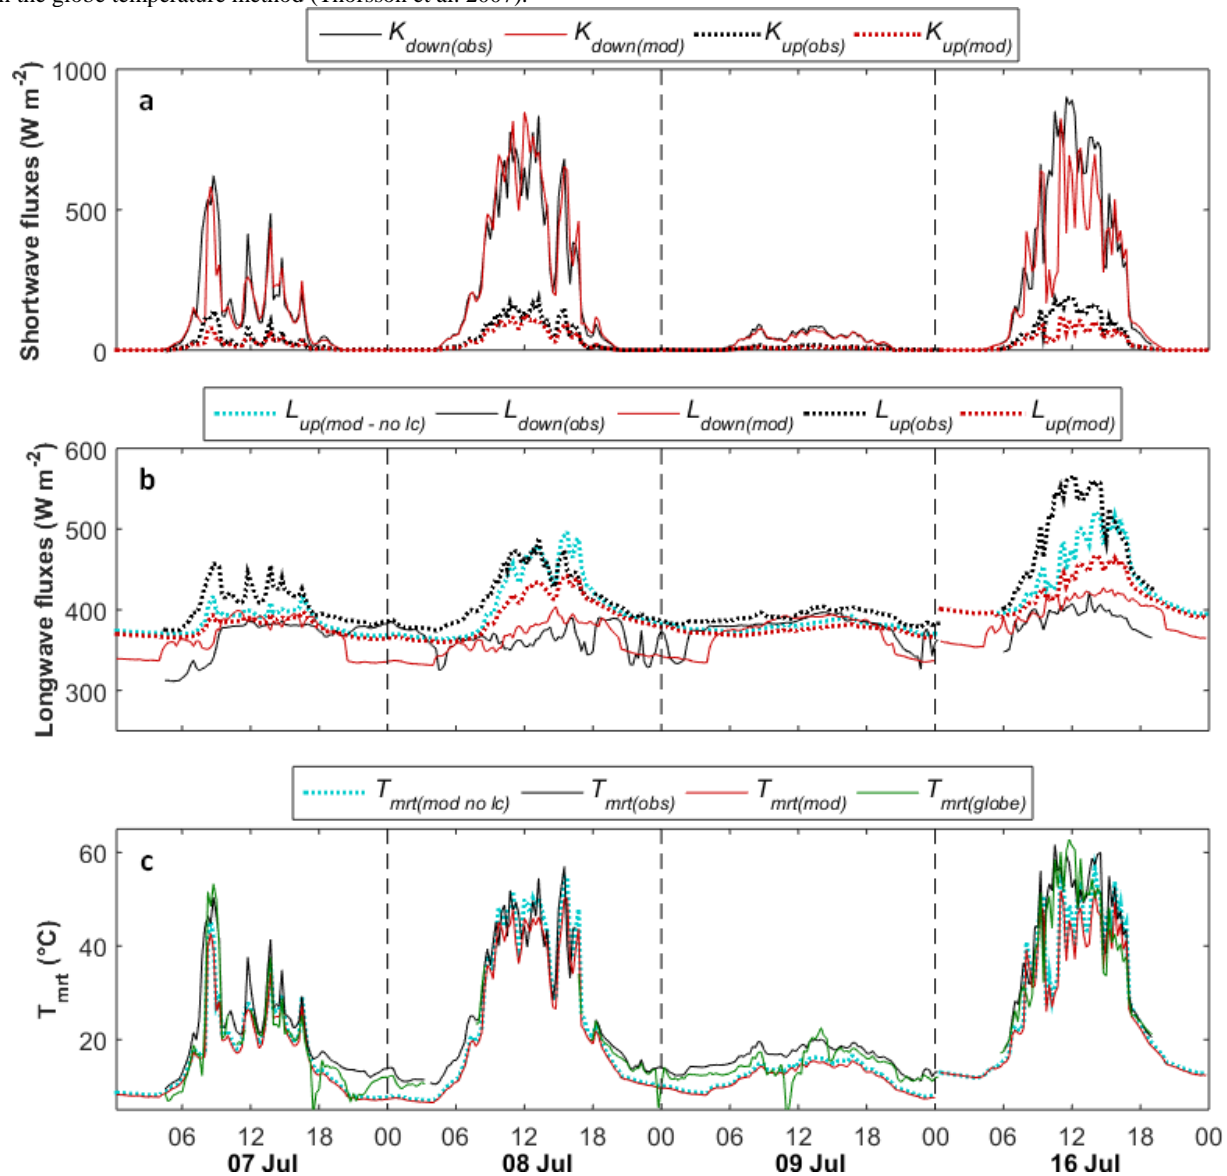 the globe temperature method (Thorsson et al. 2007).
K down(obs) K down(mod) K up(obs) K up(mod)
a
Shortwave fluxes (W m-2)
1000
500
0
L up(mod - no lc) L down(obs) L down(mod) L up(obs) L up(mod)
b
Longwave fluxes (W m-2)
600
500
400
300
T mrt(mod no lc) T mrt(obs) T mrt(mod) T mrt(globe)
c
T mrt (°C)
60
40
20
06 12 18 00 06 12 18 00 06 12 18 00 06 12 18 00
07 Jul 08 Jul 09 Jul 16 Jul